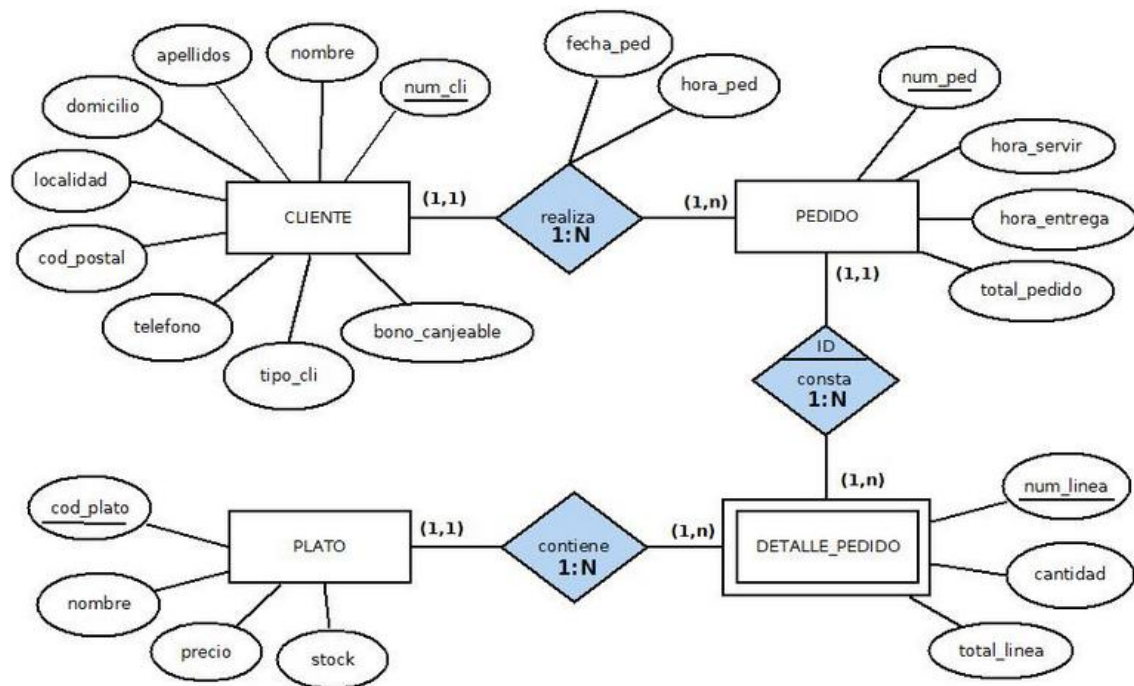 apellidos
nombre
num_cli
fecha_ped
hora_ped
num_ped
domicilio
localidad
cod_postal
telefono
tipo_cli
bono_canjeable
CLIENTE
(1,1)
realiza
1:N
(1,n)
PEDIDO
hora_servir
hora_entrega
total_pedido
(1,1)
ID
consta
1:N
(1,n)
cod_plato
nombre
precio
stock
PLATO
(1,1)
contiene
1:N
(1,n)
DETALLE_PEDIDO
num_linea
cantidad
total_linea